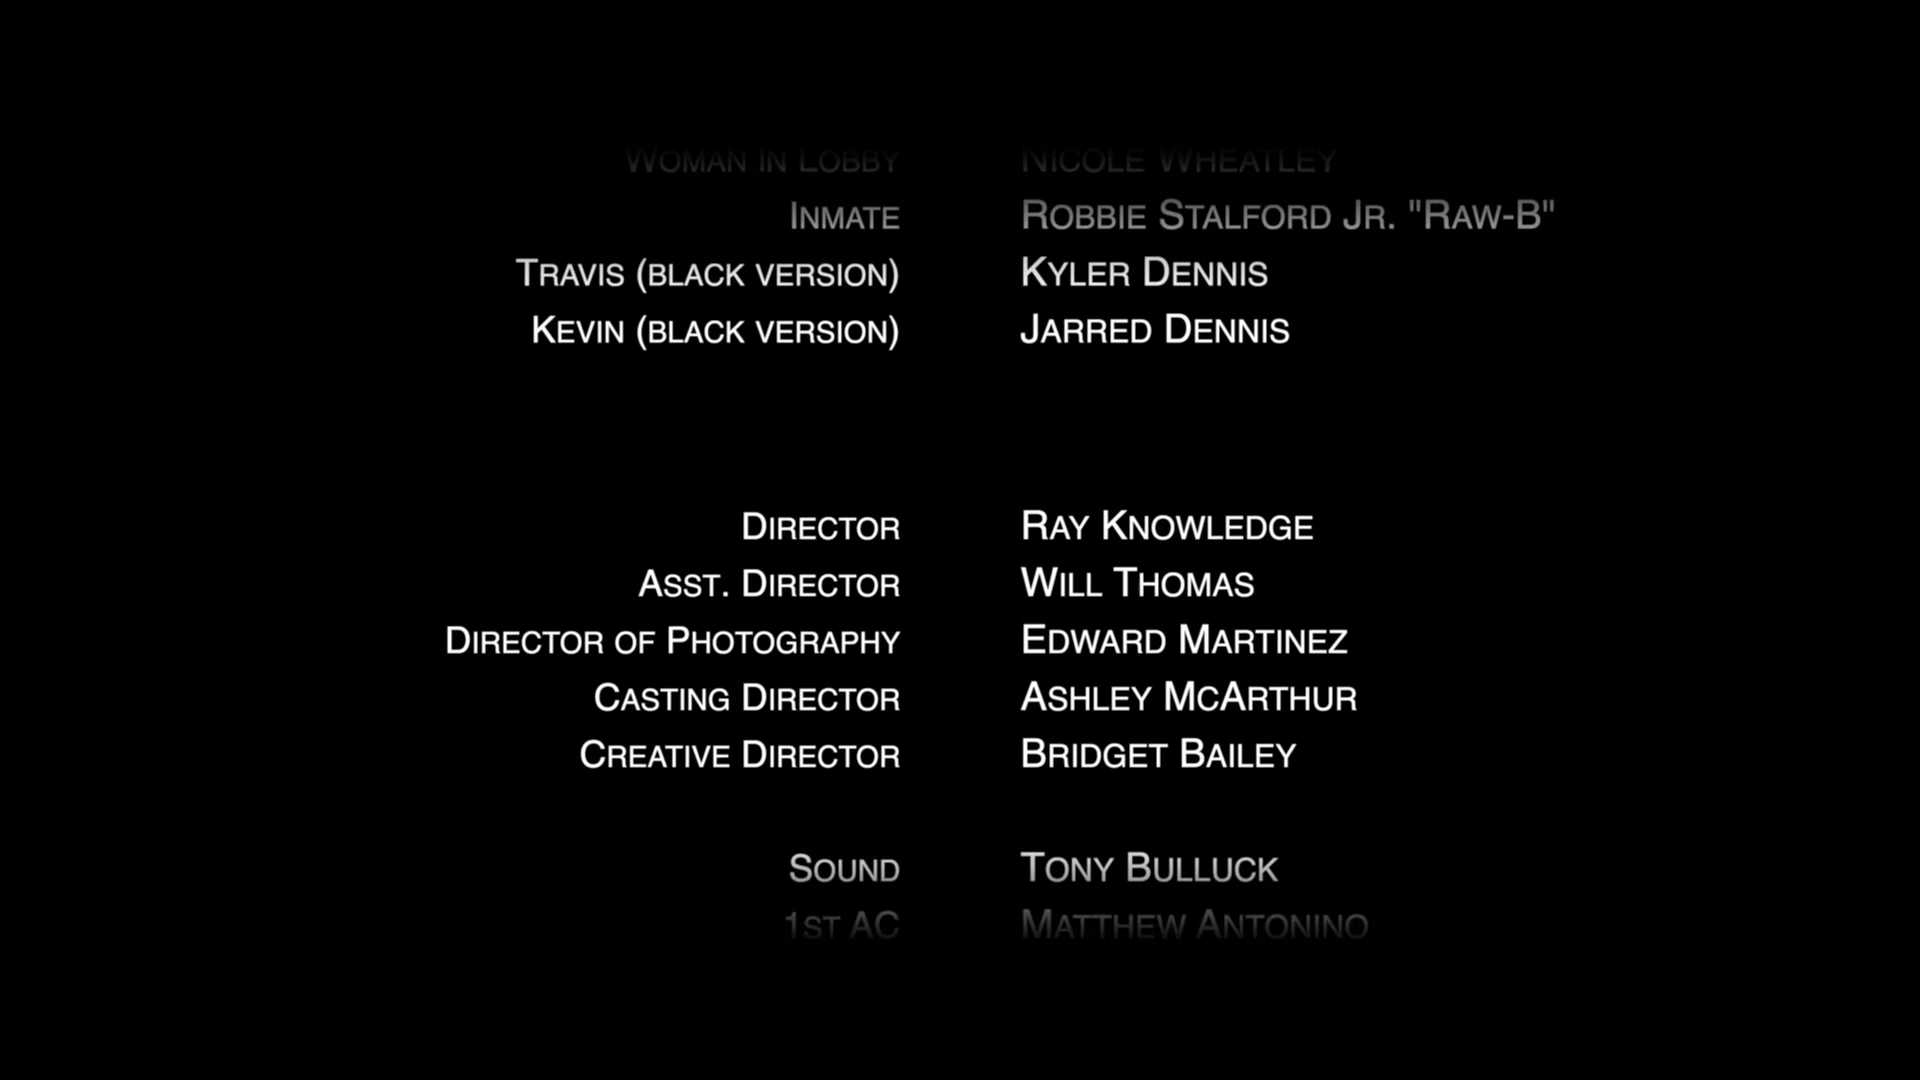 Woman in Lobby Nicole Wheatley
Inmate Robbie Stalford Jr. "Raw-B"
Travis (black version) Kyler Dennis
Kevin (black version) Jarred Dennis
Director Ray Knowledge
Asst. Director Will Thomas
Director of Photography Edward Martinez
Casting Director Ashley McArthur
Creative Director Bridget Bailey
Sound Tony Bulluck
1st AC Matthew Antonino